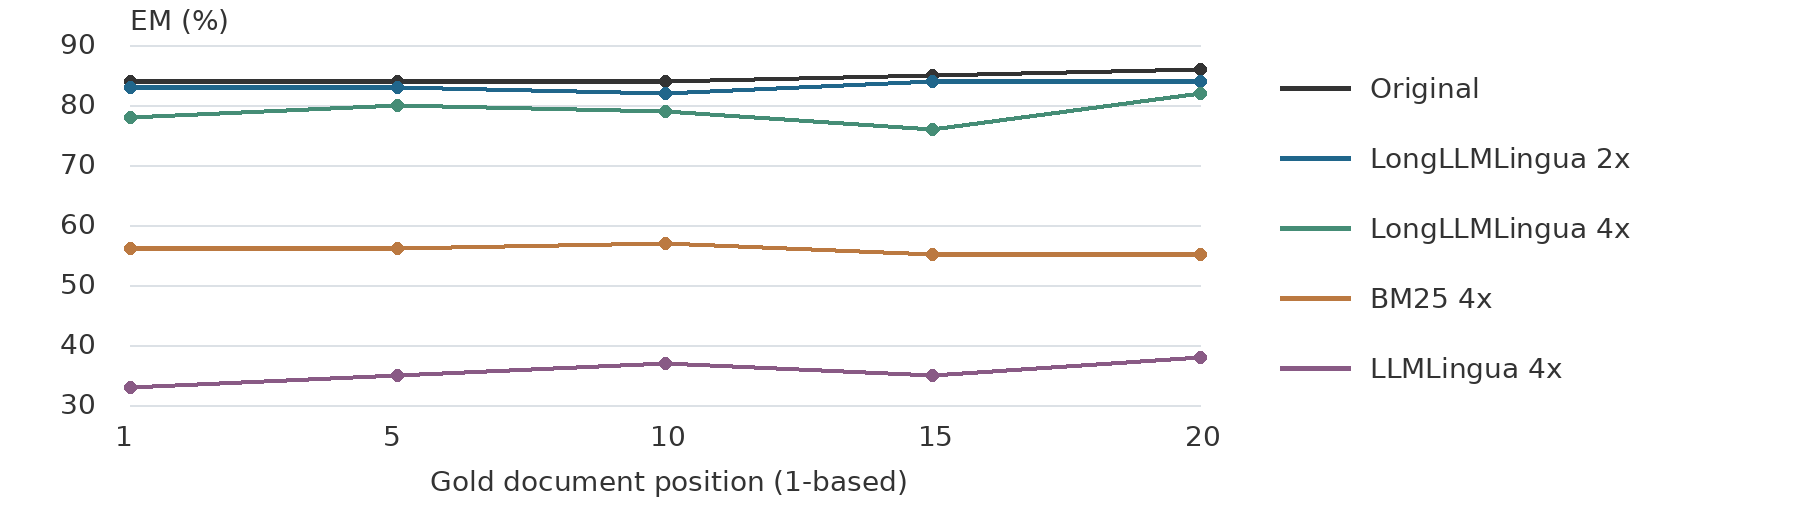 EM (%)
90
80
70
60
50
40
30
1 5 10 15 20
Gold document position (1-based)
Original
LongLLMLingua 2x
LongLLMLingua 4x
BM25 4x
LLMLingua 4x